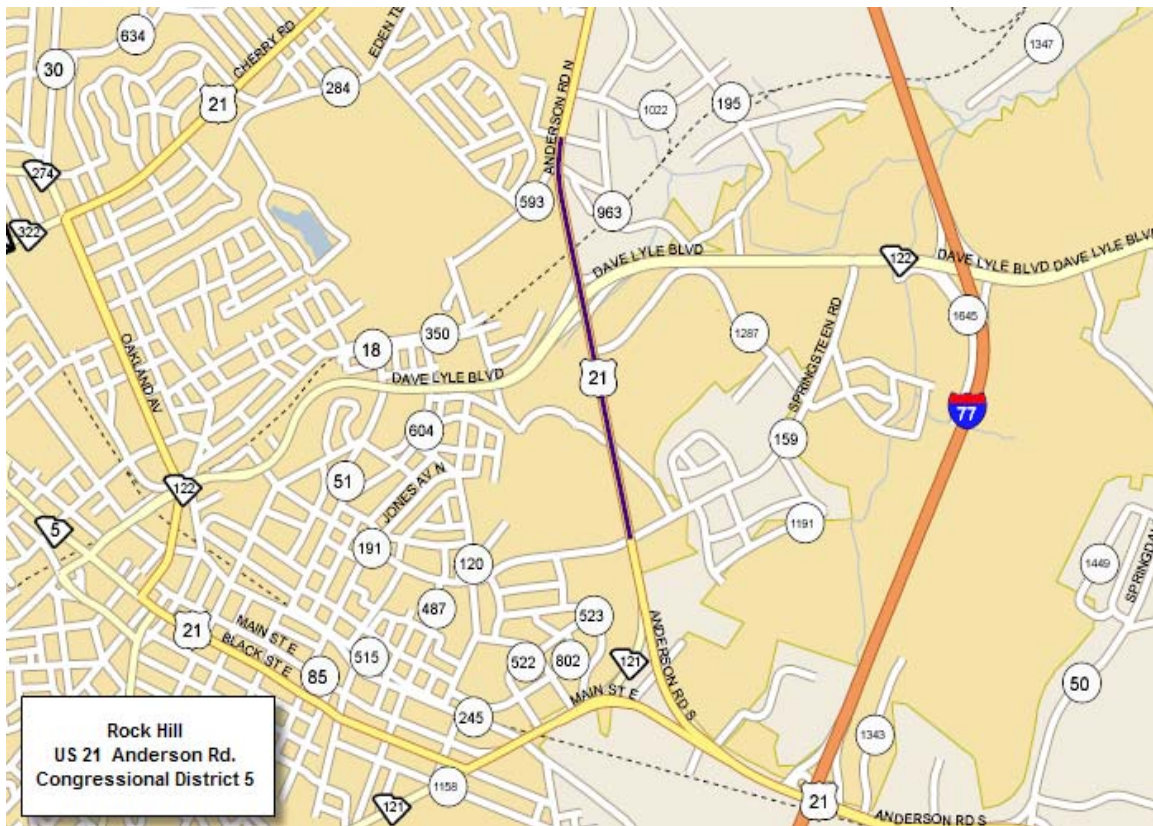 634
CHERRY RD
EDEN TE
30
21
284
ANDERSON RD N
1022
195
1347
274
593
963
322
DAVE LYLE BLVD
122
DAVE LYLE BLVD
DAVE LYLE BLVD
1645
OAKLAND AV
18
350
1287
SPRINGSTEEN RD
DAVE LYLE BLVD
21
77
604
159
51
JONES AV N
122
5
191
1191
120
1449
SPRINGDAL
487
523
MAIN ST E
21
BLACK ST E
515
522
802
121
ANDERSON RD S
85
MAIN ST E
50
245
1343
1158
121
21
ANDERSON RD S
Rock Hill
US 21 Anderson Rd.
Congressional District 5